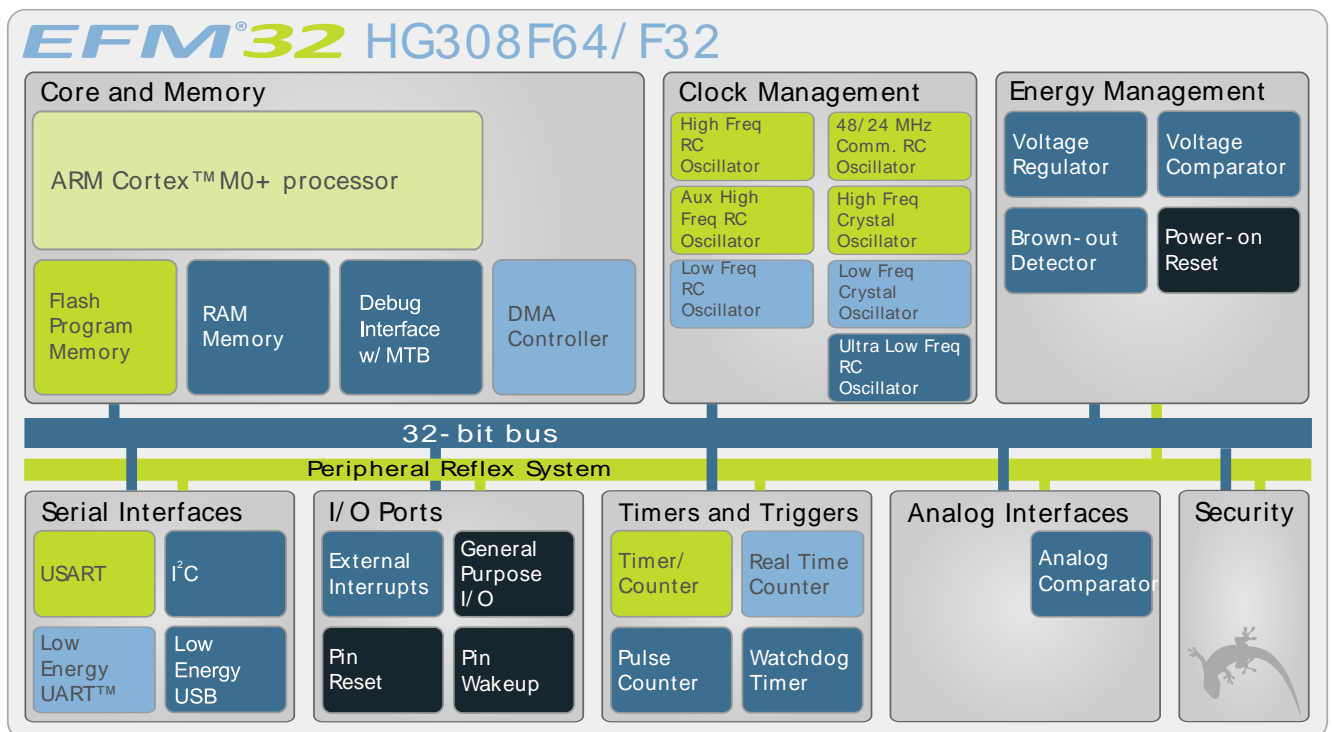 EFM®32 HG308F64/F32
Core and Memory
ARM Cortex™ M0+ processor
Flash
Program
Memory
RAM
Memory
Debug
Interface
w/ MTB
DMA
Controller
Clock Management
High Freq
RC
Oscillator
48/24 MHz
Comm. RC
Oscillator
Aux High
Freq RC
Oscillator
High Freq
Crystal
Oscillator
Low Freq
RC
Oscillator
Low Freq
Crystal
Oscillator
Ultra Low Freq
RC
Oscillator
Energy Management
Voltage
Regulator
Voltage
Comparator
Brown-out
Detector
Power-on
Reset
32-bit bus
Peripheral Reflex System
Serial Interfaces
USART
I²C
Low
Energy
UART™
Low
Energy
USB
I/O Ports
External
Interrupts
General
Purpose
I/O
Pin
Reset
Pin
Wakeup
Timers and Triggers
Timer/
Counter
Real Time
Counter
Pulse
Counter
Watchdog
Timer
Analog Interfaces
Analog
Comparator
Security